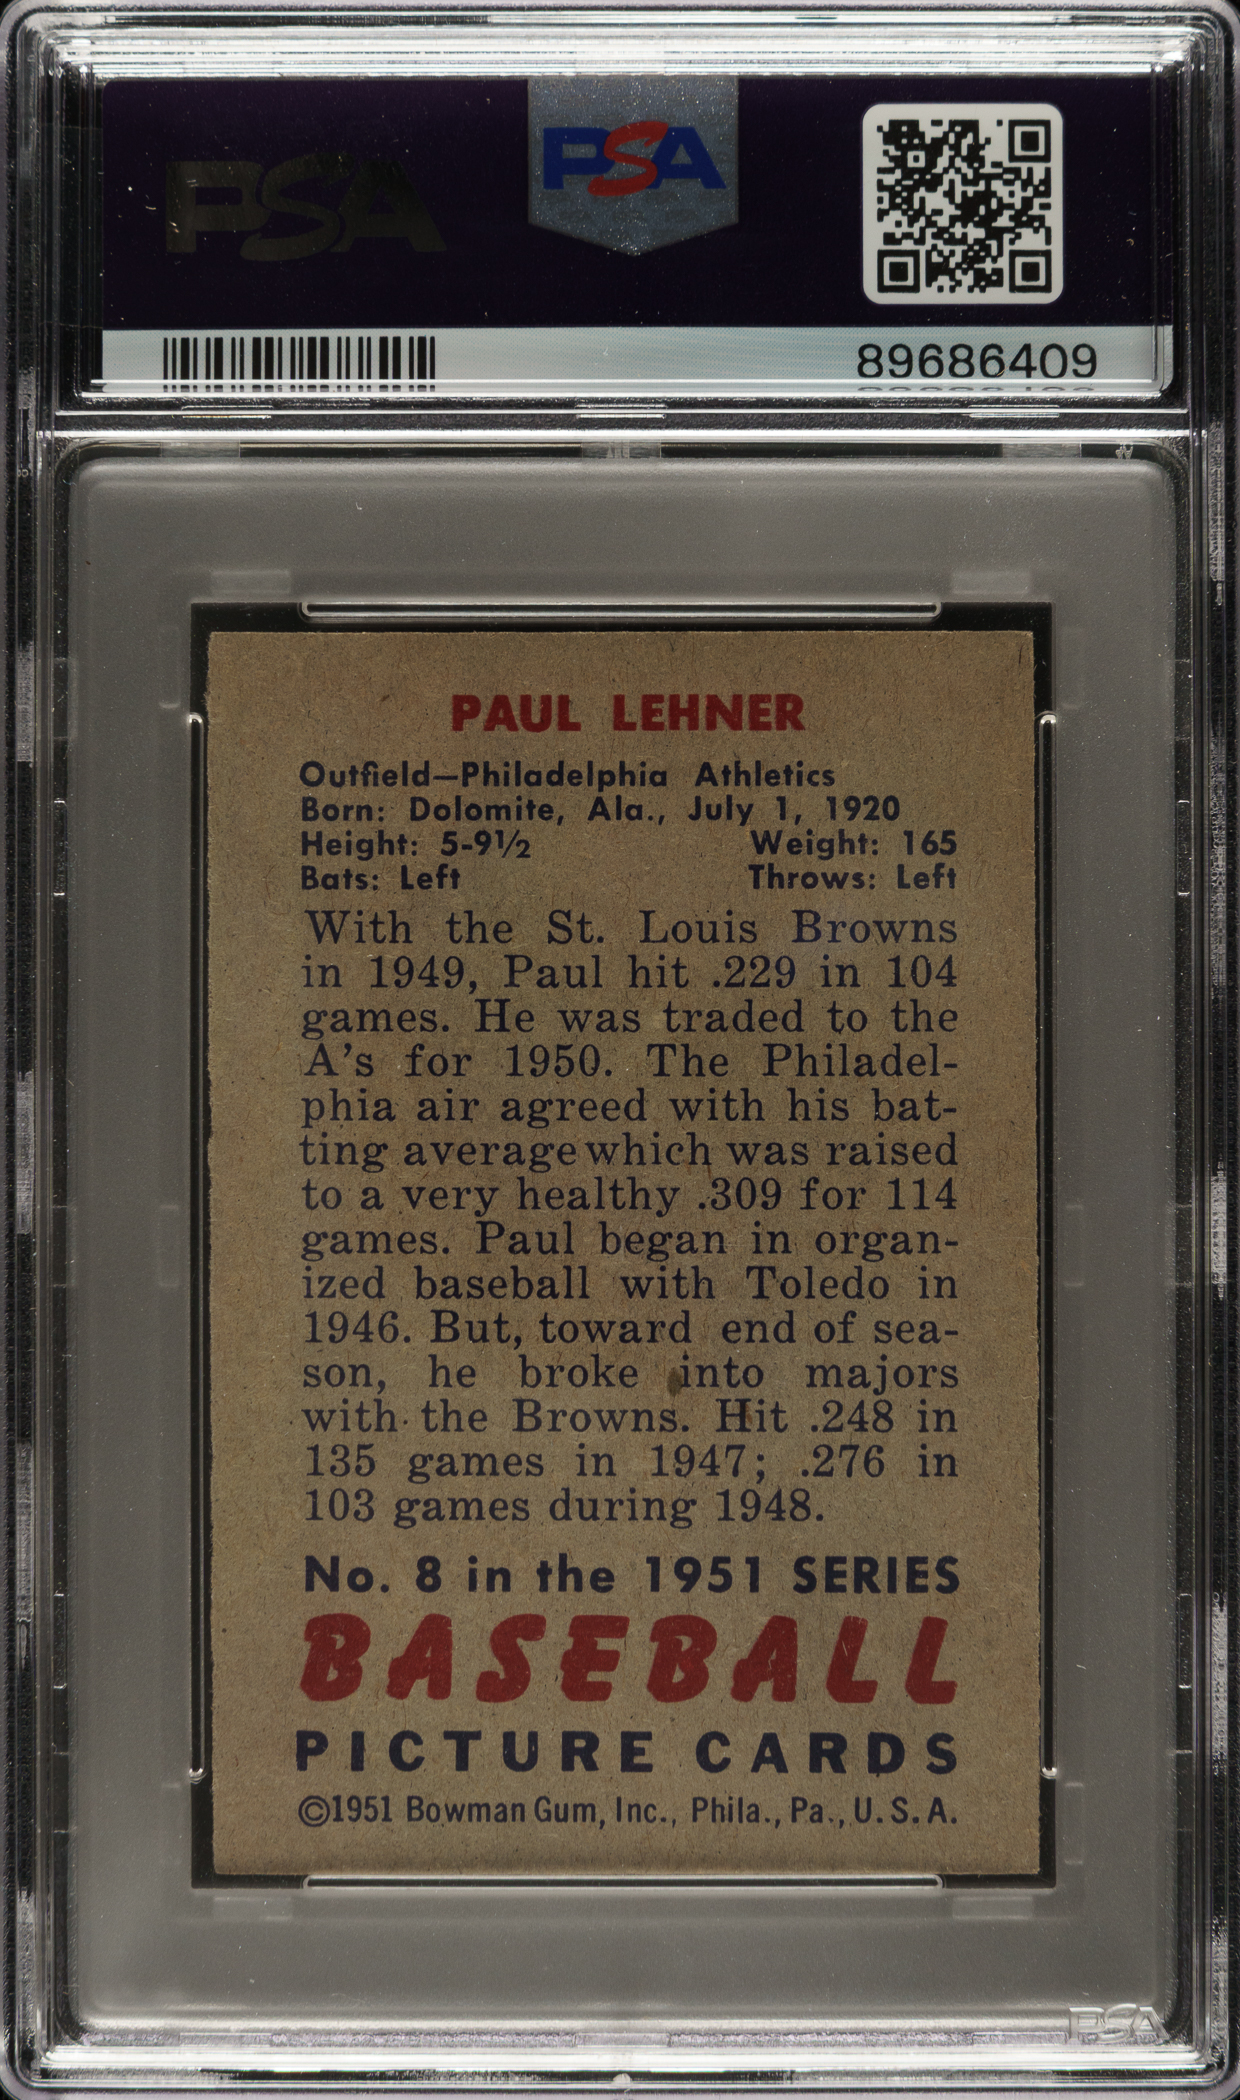 PSA
PSA
89686409
PAUL LEHNER
Outfield—Philadelphia Athletics
Born: Dolomite, Ala., July 1, 1920
Height: 5-9½ Weight: 165
Bats: Left Throws: Left
With the St. Louis Browns
in 1949, Paul hit .229 in 104
games. He was traded to the
A's for 1950. The Philadel-
phia air agreed with his bat-
ting average which was raised
to a very healthy .309 for 114
games. Paul began in organ-
ized baseball with Toledo in
1946. But, toward end of sea-
son, he broke into majors
with the Browns. Hit .248 in
135 games in 1947; .276 in
103 games during 1948.
No. 8 in the 1951 SERIES
BASEBALL
PICTURE CARDS
©1951 Bowman Gum, Inc., Phila., Pa., U.S.A.
PSA